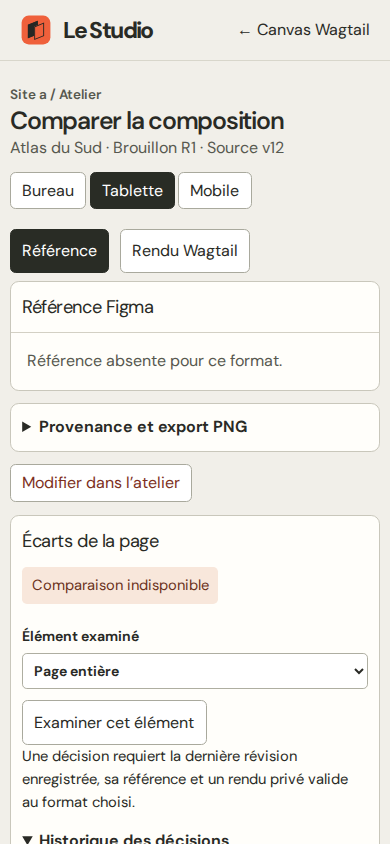 Le Studio
← Canvas Wagtail
Site a / Atelier
Comparer la composition
Atlas du Sud · Brouillon R1 · Source v12
Bureau
Tablette
Mobile
Référence
Rendu Wagtail
Référence Figma
Référence absente pour ce format.
Provenance et export PNG
Modifier dans l’atelier
Écarts de la page
Comparaison indisponible
Élément examiné
Page entière
Examiner cet élément
Une décision requiert la dernière révision
enregistrée, sa référence et un rendu privé valide
au format choisi.
Historique des décisions